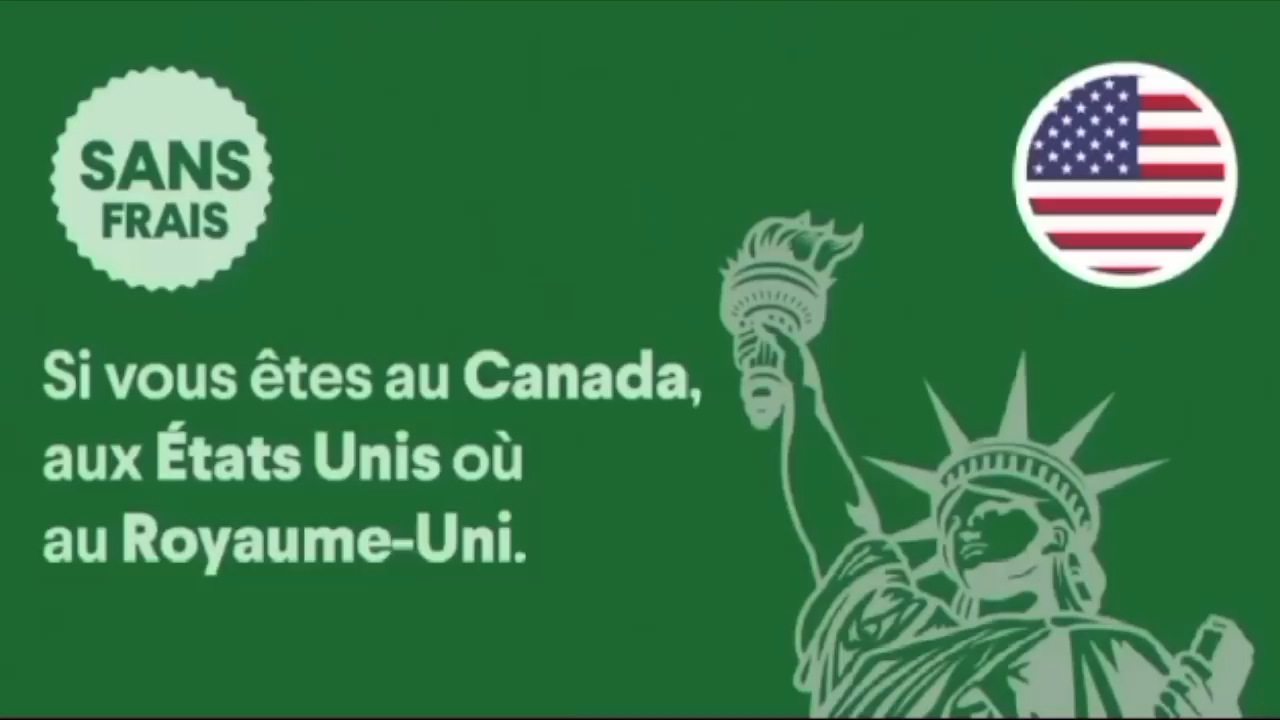 SANS
FRAIS
Si vous êtes au Canada,
aux États Unis où
au Royaume-Uni.